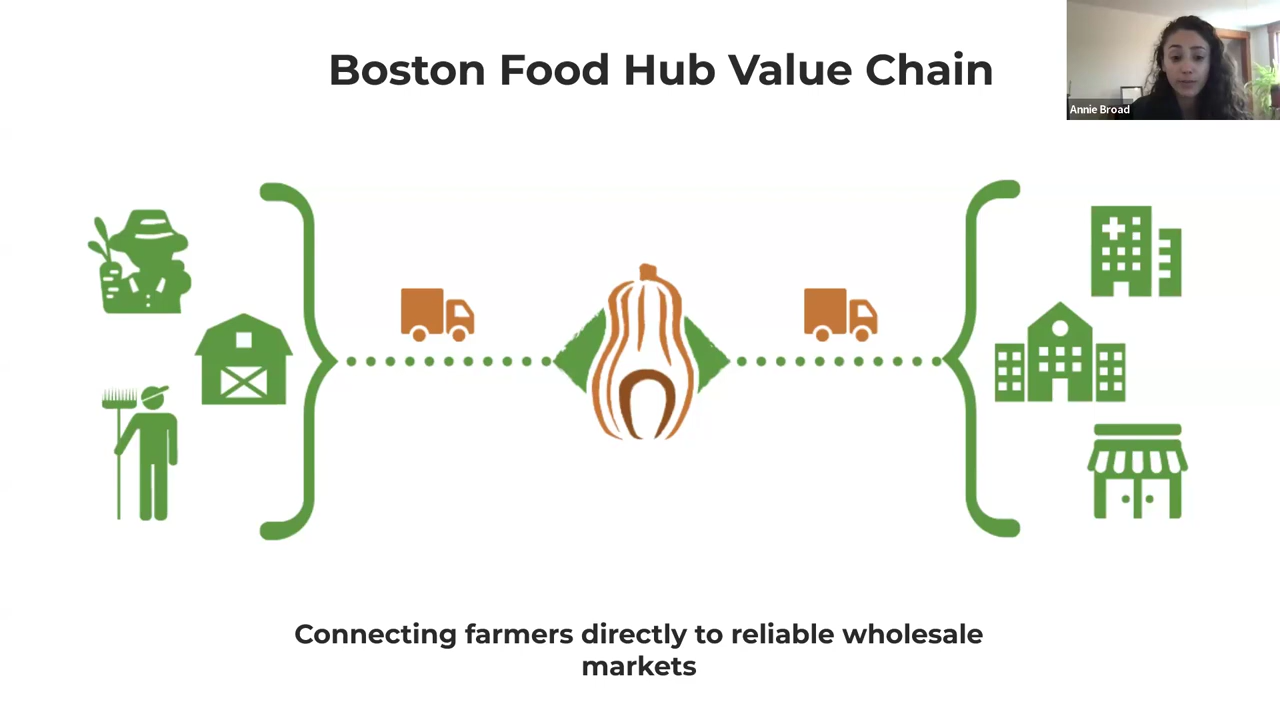 Boston Food Hub Value Chain
Annie Broad
Connecting farmers directly to reliable wholesale
markets